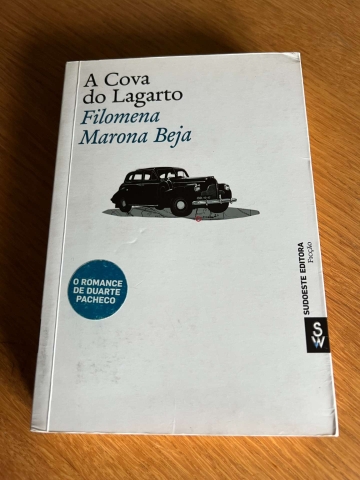 A Cova
do Lagarto
Filomena
Marona Beja
O ROMANCE
DE DUARTE
PACHECO
SUDOESTE EDITORA
Ficção
SW